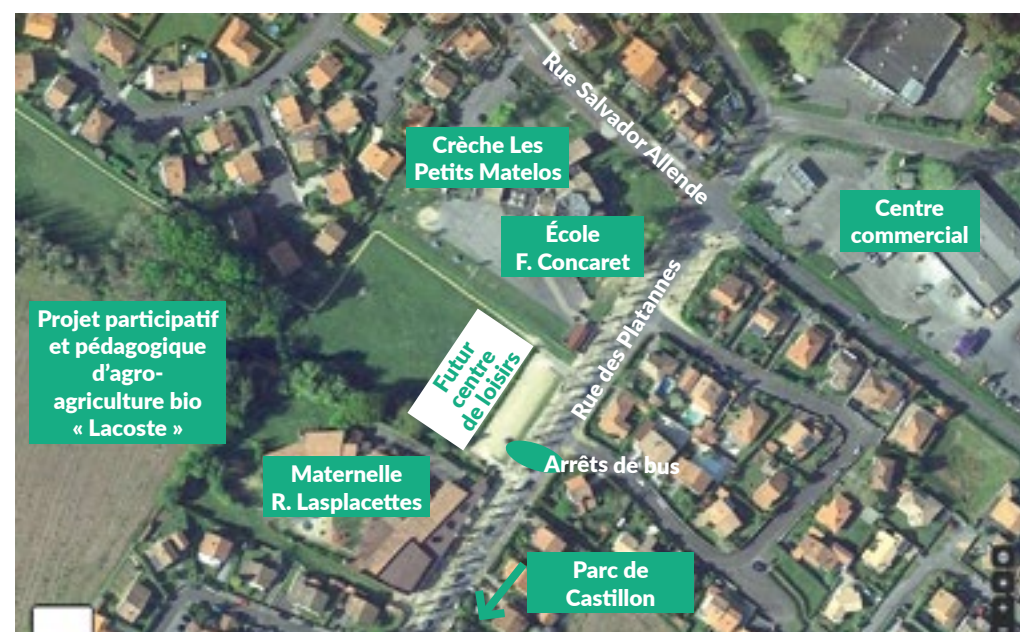 Rue Salvador Allende
Crèche Les
Petits Matelos
Centre
commercial
École
F. Concaret
Rue des Platannes
Projet participatif
et pédagogique
d’agro-
agriculture bio
« Lacoste »
Futur
centre
de loisirs
Arrêts de bus
Maternelle
R. Lasplacettes
Parc de
Castillon